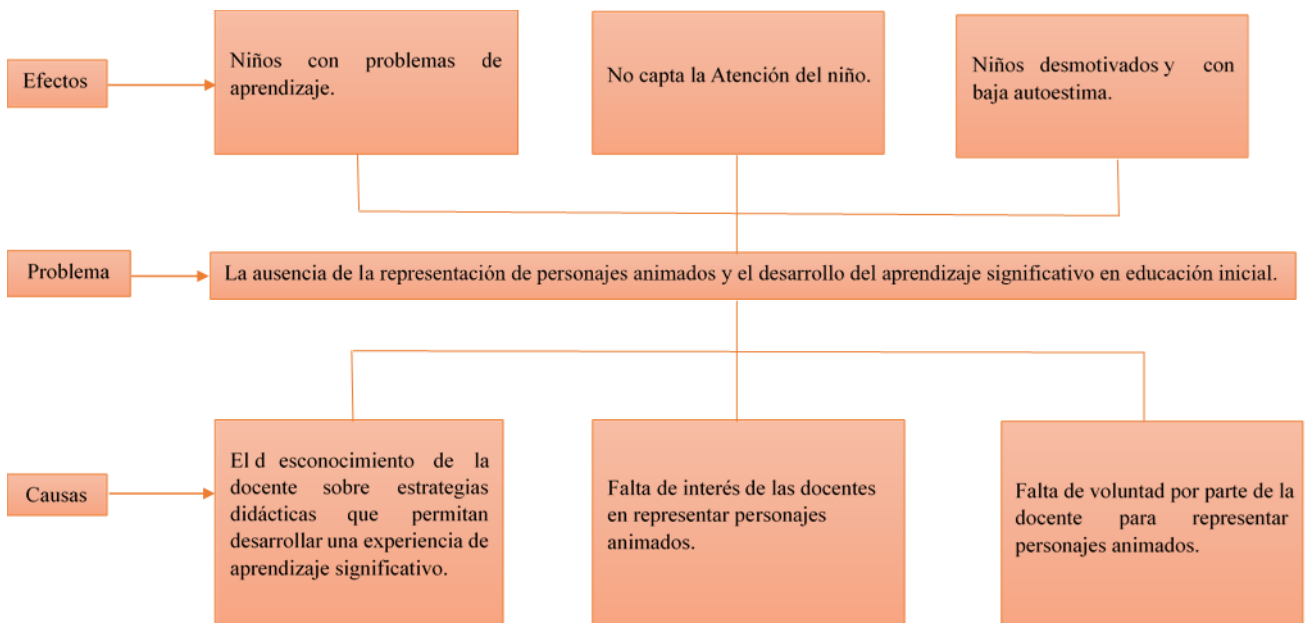 Efectos
Niños con problemas de
aprendizaje.
No capta la Atención del niño.
Niños desmotivados y con
baja autoestima.
Problema
La ausencia de la representación de personajes animados y el desarrollo del aprendizaje significativo en educación inicial.
Causas
El d esconocimiento de la
docente sobre estrategias
didácticas que permitan
desarrollar una experiencia de
aprendizaje significativo.
Falta de interés de las docentes
en representar personajes
animados.
Falta de voluntad por parte de la
docente para representar
personajes animados.